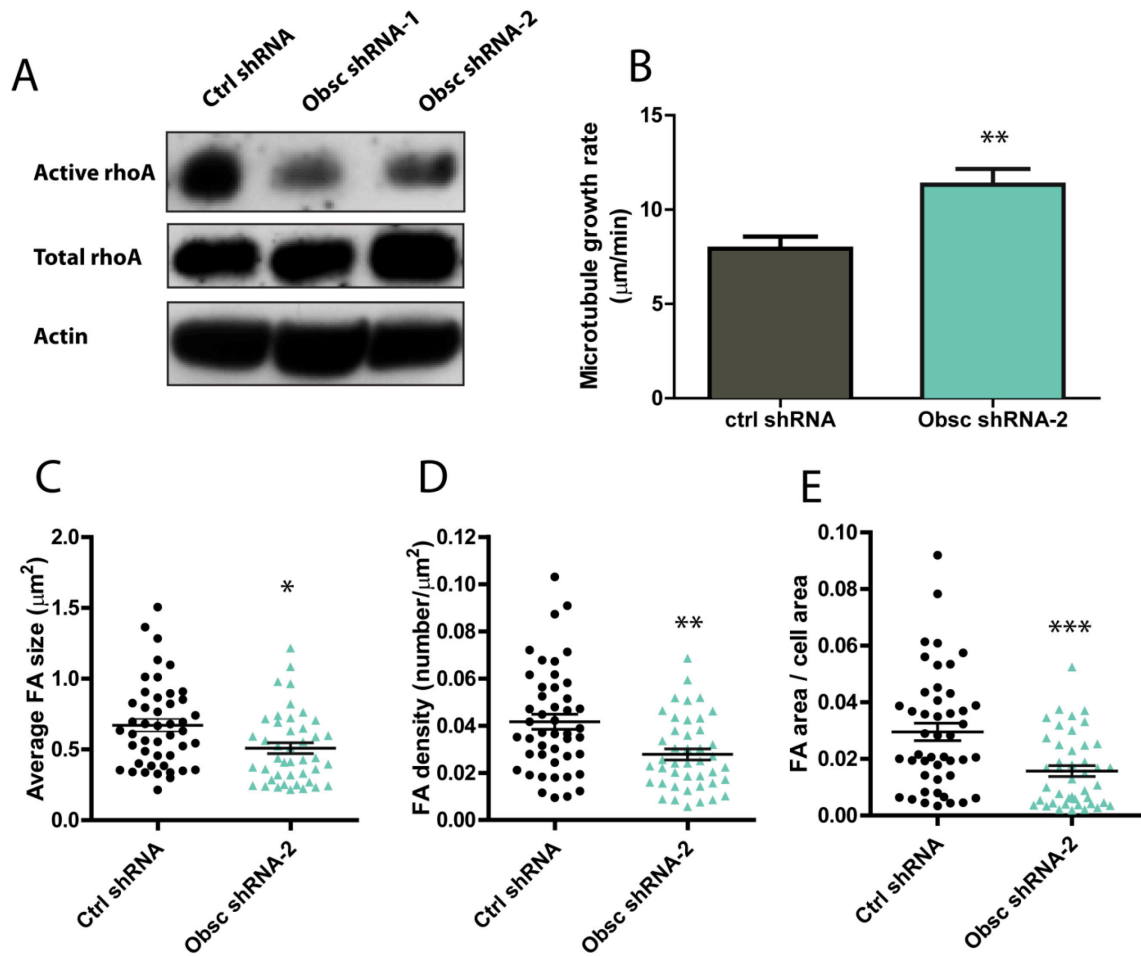 A
Ctrl shRNA
Obsc shRNA-1
Obsc shRNA-2
Active rhoA
Total rhoA
Actin
B
Microtubule growth rate
(μm/min)
15
10
5
0
**
ctrl shRNA
Obsc shRNA-2
C
Average FA size (μm²)
2.0
1.5
1.0
0.5
0.0
*
Ctrl shRNA
Obsc shRNA-2
D
FA density (number/μm²)
0.12
0.10
0.08
0.06
0.04
0.02
0.00
**
Ctrl shRNA
Obsc shRNA-2
E
FA area / cell area
0.10
0.08
0.06
0.04
0.02
0.00
***
Ctrl shRNA
Obsc shRNA-2